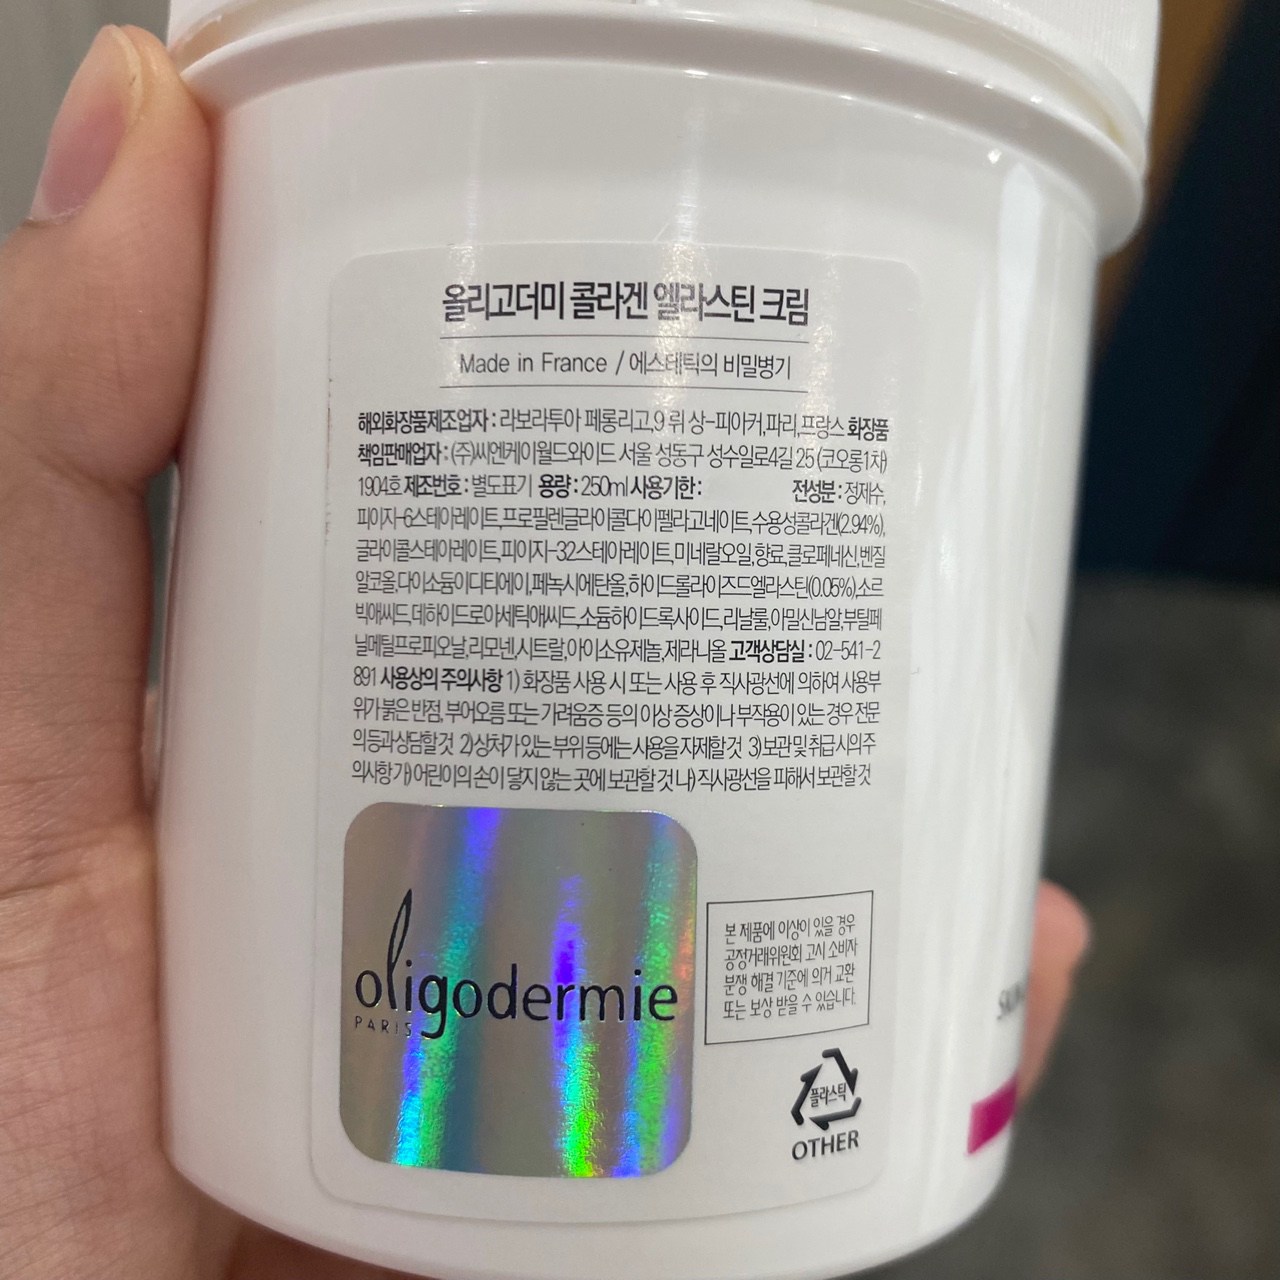 올리고더미 콜라겐 엘라스틴 크림
Made in France / 에스테틱의 비밀병기
해외화장품제조업자 : 라보라투아 페롱리고,9 뤼 상-피아커,파리,프랑스 화장품
책임판매업자 : (주)씨엔케이월드와이드 서울 성동구 성수일로4길 25 (코오롱1차)
1904호 제조번호 : 별도표기 용량 : 250ml 사용기한 : 전성분 : 정제수,
피이지-6스테아레이트,프로필렌글라이콜다이펠라고네이트,수용성콜라겐(2.94%),
글라이콜스테아레이트,피이지-32스테아레이트,미네랄오일,향료,클로페네신,벤질
알코올,다이소듐이디티에이,페녹시에탄올,하이드롤라이즈드엘라스틴(0.05%),소르
빅애씨드,데하이드로아세틱애씨드,소듐하이드록사이드,리날룰,아밀신남알,부틸페
닐메틸프로피오날,리모넨,시트랄,아이소유제놀,제라니올 고객상담실 : 02-541-2
891 사용상의 주의사항 1) 화장품 사용 시 또는 사용 후 직사광선에 의하여 사용부
위가 붉은 반점, 부어오름 또는 가려움증 등의 이상 증상이나 부작용이 있는 경우 전문
의 등과 상담할 것 2) 상처가 있는 부위 등에는 사용을 자제할 것 3) 보관 및 취급 시의 주
의사항 가) 어린이의 손이 닿지 않는 곳에 보관할 것 나) 직사광선을 피해서 보관할 것
oligodermie
PARIS
본 제품에 이상이 있을 경우
공정거래위원회 고시 소비자
분쟁 해결 기준에 의거 교환
또는 보상 받을 수 있습니다.
플라스틱
OTHER